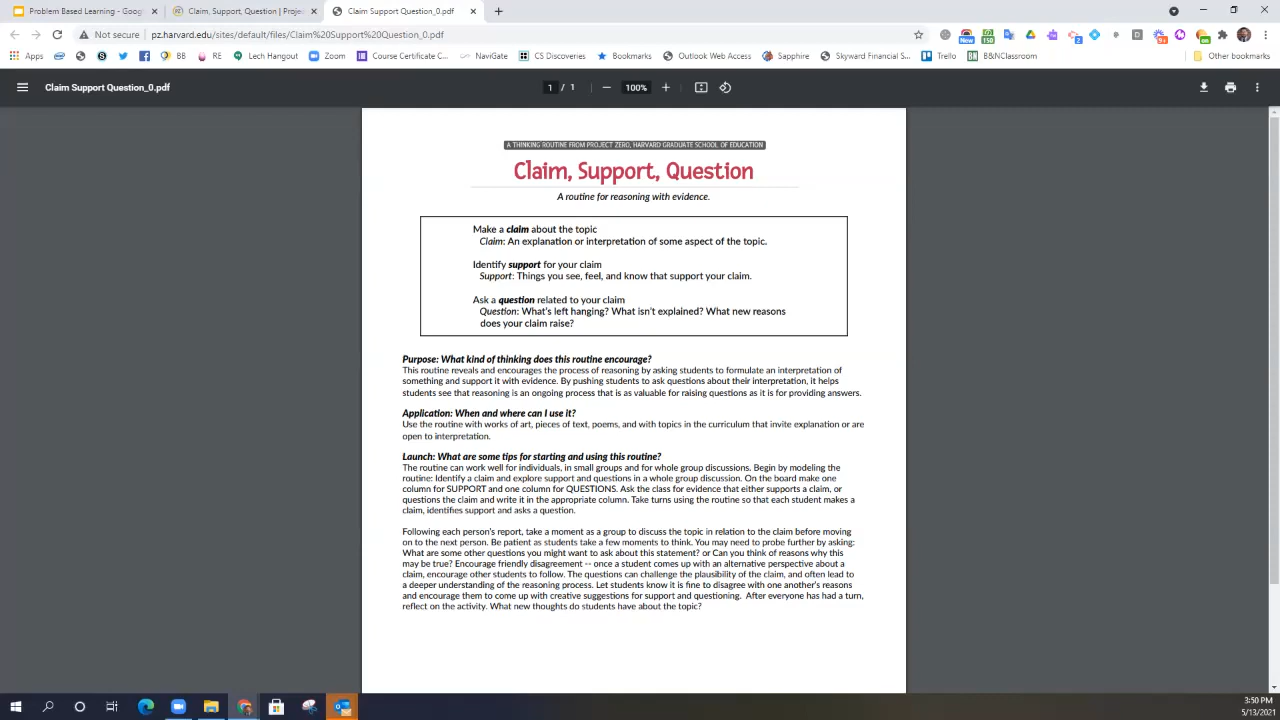 Problem Based Learning - Googl
Claim, Support, Question | Projec
Claim Support Question_0.pdf
Not secure | pz.harvard.edu/sites/default/files/Claim%20Support%20Question_0.pdf
Apps
BB
RE
Tech Handout
Zoom
Course Certificate C...
NavGate
CS Discoveries
Bookmarks
Outlook Web Access
Sapphire
Skyward Financial S...
Trello
BB&NClassroom
Other bookmarks
Claim Support Question_0.pdf
1 / 1
100%
A THINKING ROUTINE FROM PROJECT ZERO, HARVARD GRADUATE SCHOOL OF EDUCATION
Claim, Support, Question
A routine for reasoning with evidence.
Make a claim about the topic
Claim: An explanation or interpretation of some aspect of the topic.
Identify support for your claim
Support: Things you see, feel, and know that support your claim.
Ask a question related to your claim
Question: What's left hanging? What isn't explained? What new reasons
does your claim raise?
Purpose: What kind of thinking does this routine encourage?
This routine reveals and encourages the process of reasoning by asking students to formulate an interpretation of
something and support it with evidence. By pushing students to ask questions about their interpretation, it helps
students see that reasoning is an ongoing process that is as valuable for raising questions as it is for providing answers.
Application: When and where can I use it?
Use the routine with works of art, pieces of text, poems, and with topics in the curriculum that invite explanation or are
open to interpretation.
Launch: What are some tips for starting and using this routine?
The routine can work well for individuals, in small groups and for whole group discussions. Begin by modeling the
routine: Identify a claim and explore support and questions in a whole group discussion. On the board make one
column for SUPPORT and one column for QUESTIONS. Ask the class for evidence that either supports a claim, or
questions the claim and write it in the appropriate column. Take turns using the routine so that each student makes a
claim, identifies support and asks a question.
Following each person's report, take a moment as a group to discuss the topic in relation to the claim before moving
on to the next person. Be patient as students take a few moments to think. You may need to probe further by asking:
What are some other questions you might want to ask about this statement? or Can you think of reasons why this
may be true? Encourage friendly disagreement -- once a student comes up with an alternative perspective about a
claim, encourage other students to follow. The questions can challenge the plausibility of the claim, and often lead to
a deeper understanding of the reasoning process. Let students know it is fine to disagree with one another's reasons
and encourage them to come up with creative suggestions for support and questioning. After everyone has had a turn,
reflect on the activity. What new thoughts do students have about the topic?
3:50 PM
5/13/2021